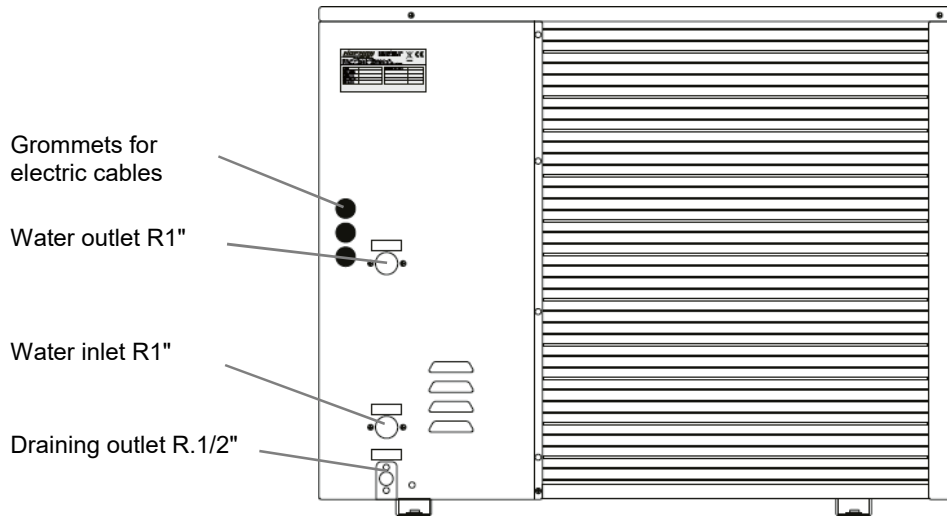 Grommets for
electric cables
Water outlet R1"
Water inlet R1"
Draining outlet R.1/2"